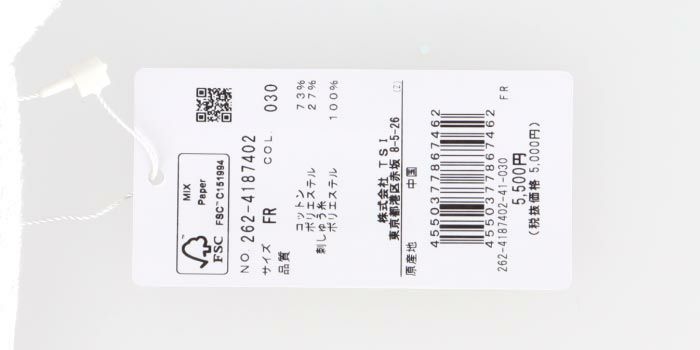 MIX
Paper
FSC™ C151994
FSC
NO. 262-4187402
サイズ FR COL. 030
品質
コットン 73%
ポリエステル 27%
刺しゅう糸
ポリエステル 100%
(Z)
株式会社 TSI
東京都港区赤坂 8-5-26
原産地 中国
4550377867462
4550377867462
262-4187402-41-030
FR
5,500円
(税抜価格 5,000円)